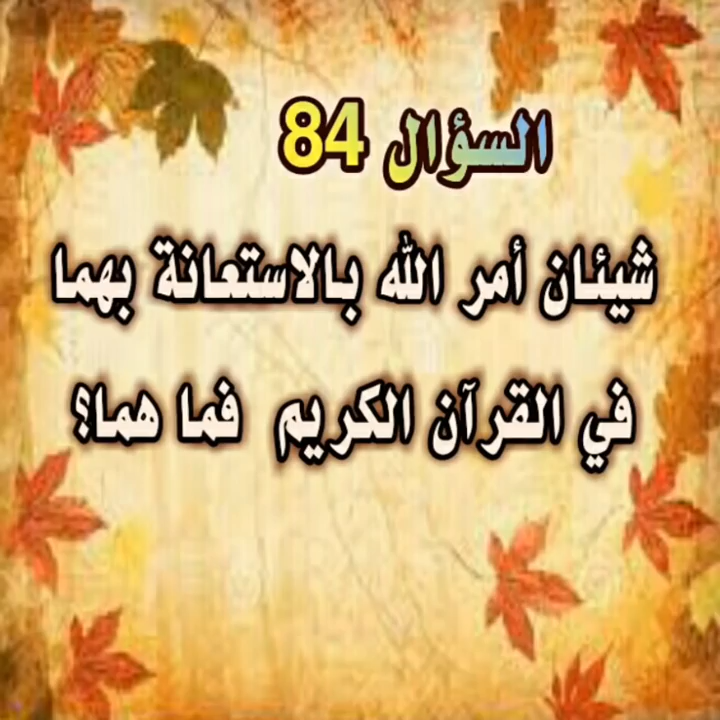 السؤال 84
شيئان أمر الله بالاستعانة بهما
في القرآن الكريم فما هما؟